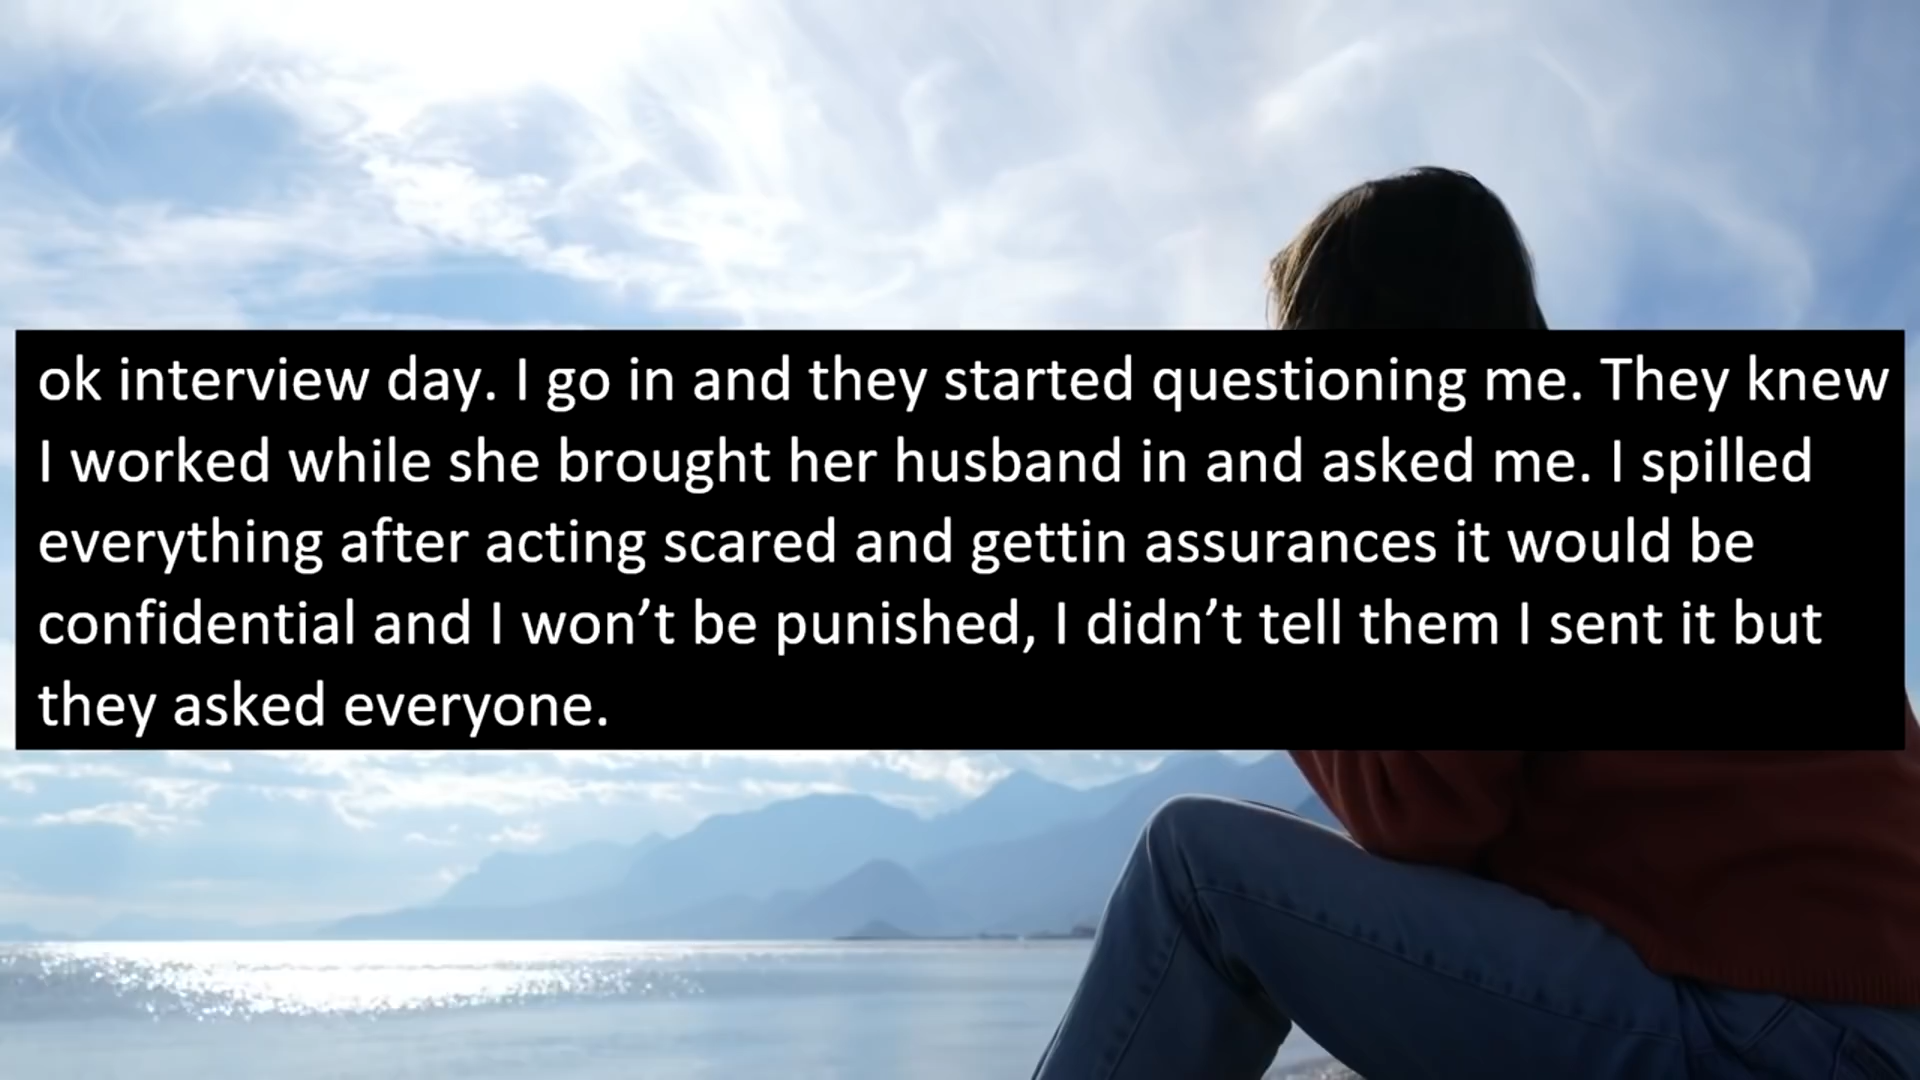 ok interview day. I go in and they started questioning me. They knew
I worked while she brought her husband in and asked me. I spilled
everything after acting scared and gettin assurances it would be
confidential and I won’t be punished, I didn’t tell them I sent it but
they asked everyone.